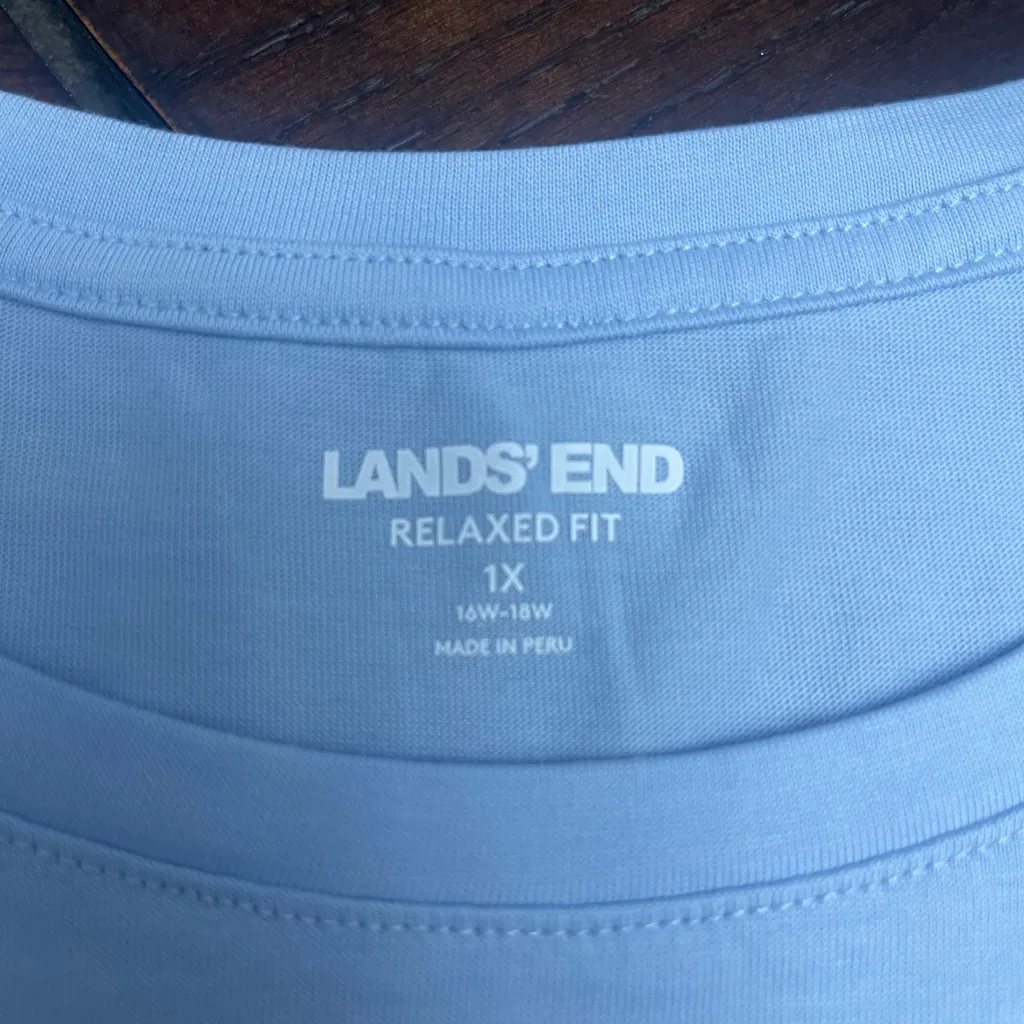 LANDS' END
RELAXED FIT
1X
16W-18W
MADE IN PERU